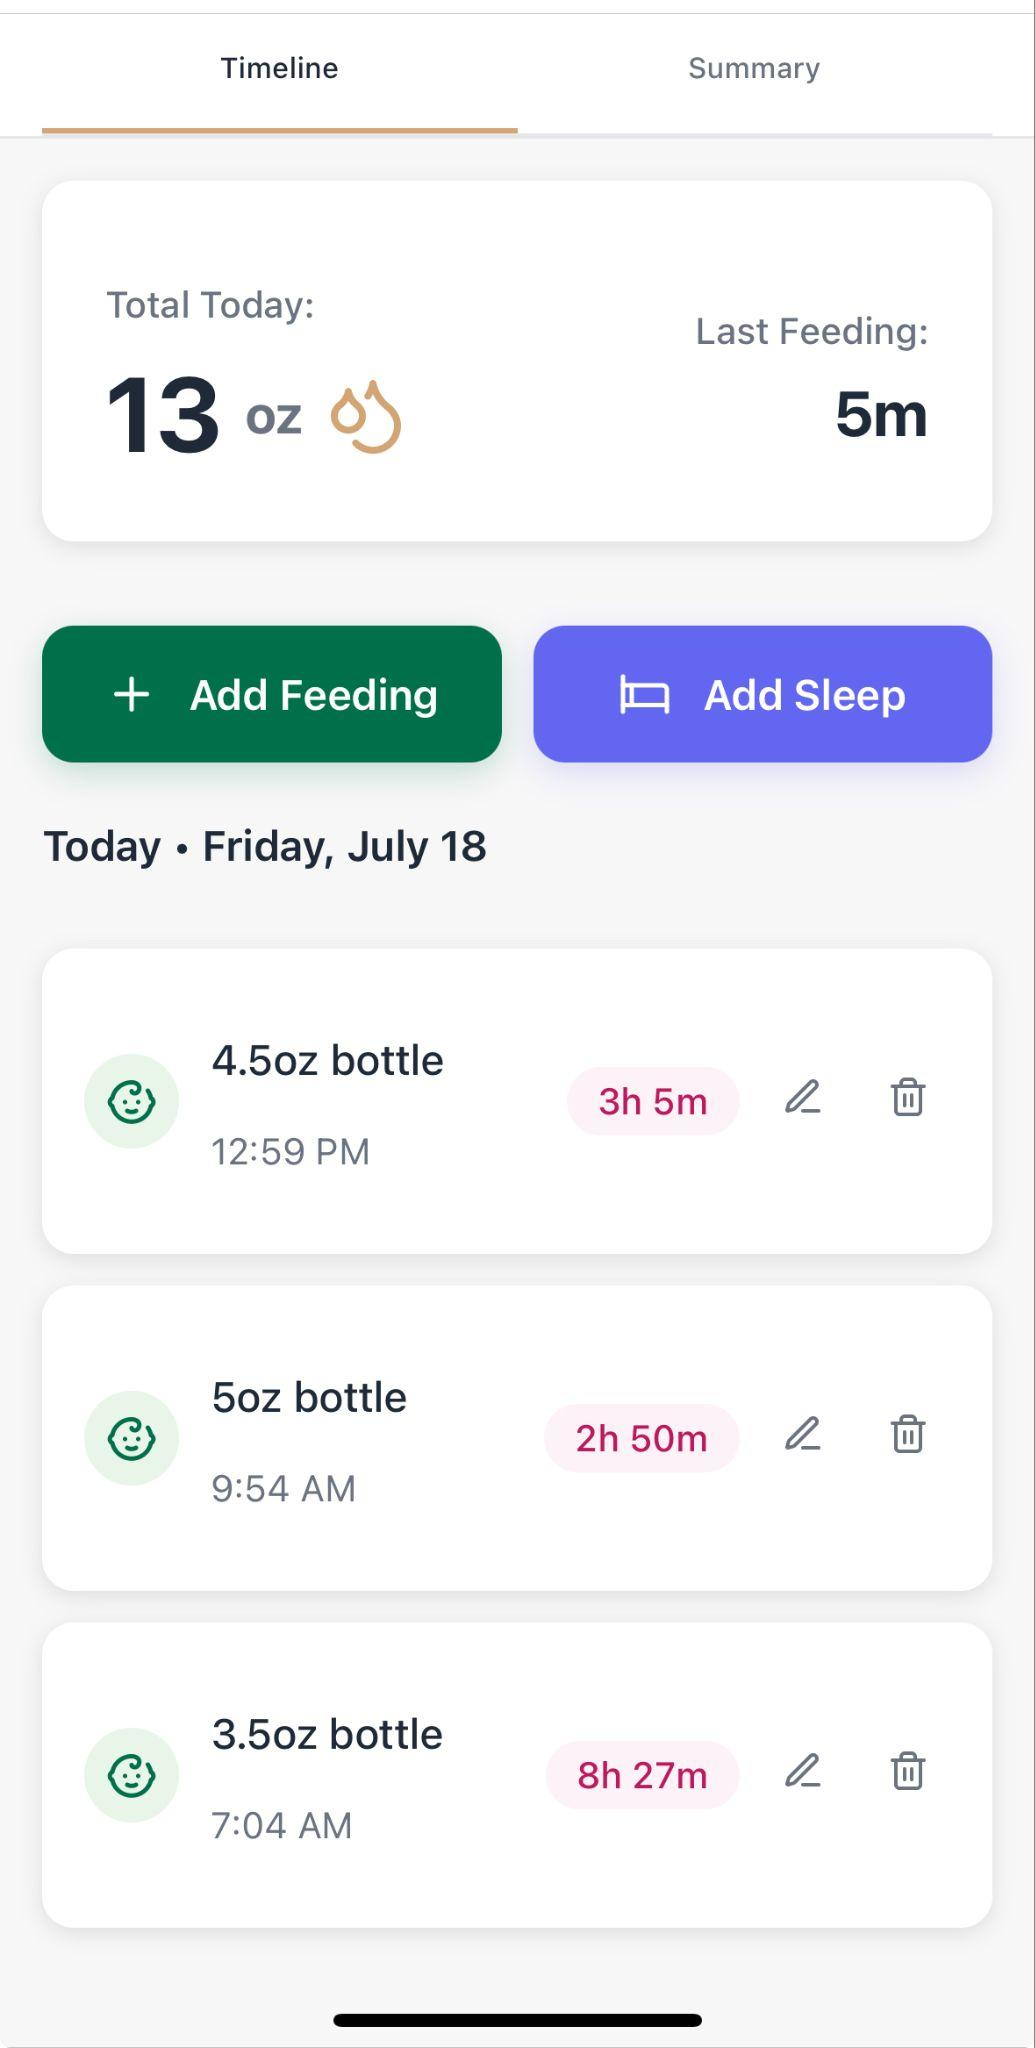 Timeline
Summary
Total Today:
13 oz
Last Feeding:
5m
Add Feeding
Add Sleep
Today • Friday, July 18
4.5oz bottle
12:59 PM
3h 5m
5oz bottle
9:54 AM
2h 50m
3.5oz bottle
7:04 AM
8h 27m